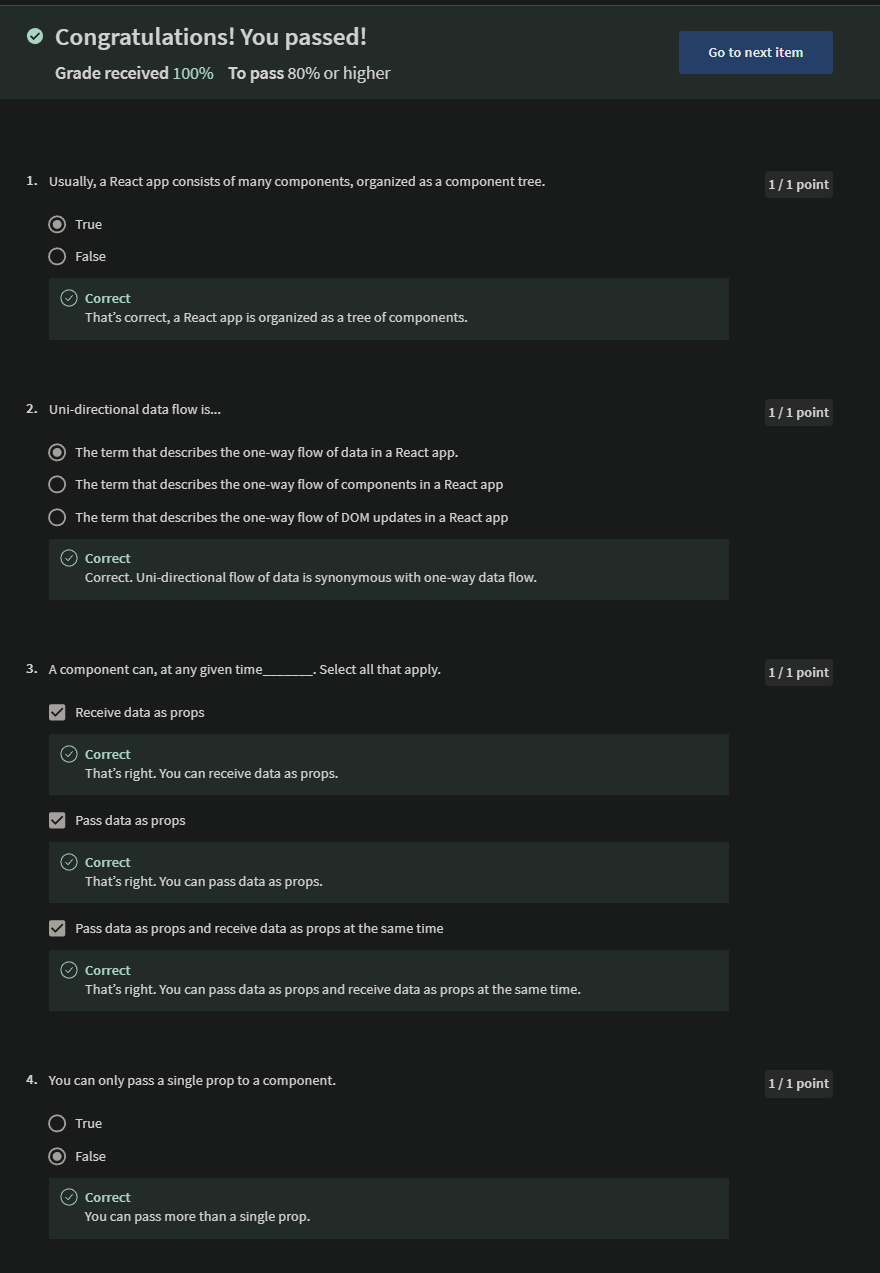 Congratulations! You passed!
Go to next item
Grade received 100% To pass 80% or higher
1. Usually, a React app consists of many components, organized as a component tree.
1 / 1 point
True
False
Correct
That's correct, a React app is organized as a tree of components.
2. Uni-directional data flow is...
1 / 1 point
The term that describes the one-way flow of data in a React app.
The term that describes the one-way flow of components in a React app
The term that describes the one-way flow of DOM updates in a React app
Correct
Correct. Uni-directional flow of data is synonymous with one-way data flow.
3. A component can, at any given time_______. Select all that apply.
1 / 1 point
Receive data as props
Correct
That's right. You can receive data as props.
Pass data as props
Correct
That's right. You can pass data as props.
Pass data as props and receive data as props at the same time
Correct
That's right. You can pass data as props and receive data as props at the same time.
4. You can only pass a single prop to a component.
1 / 1 point
True
False
Correct
You can pass more than a single prop.